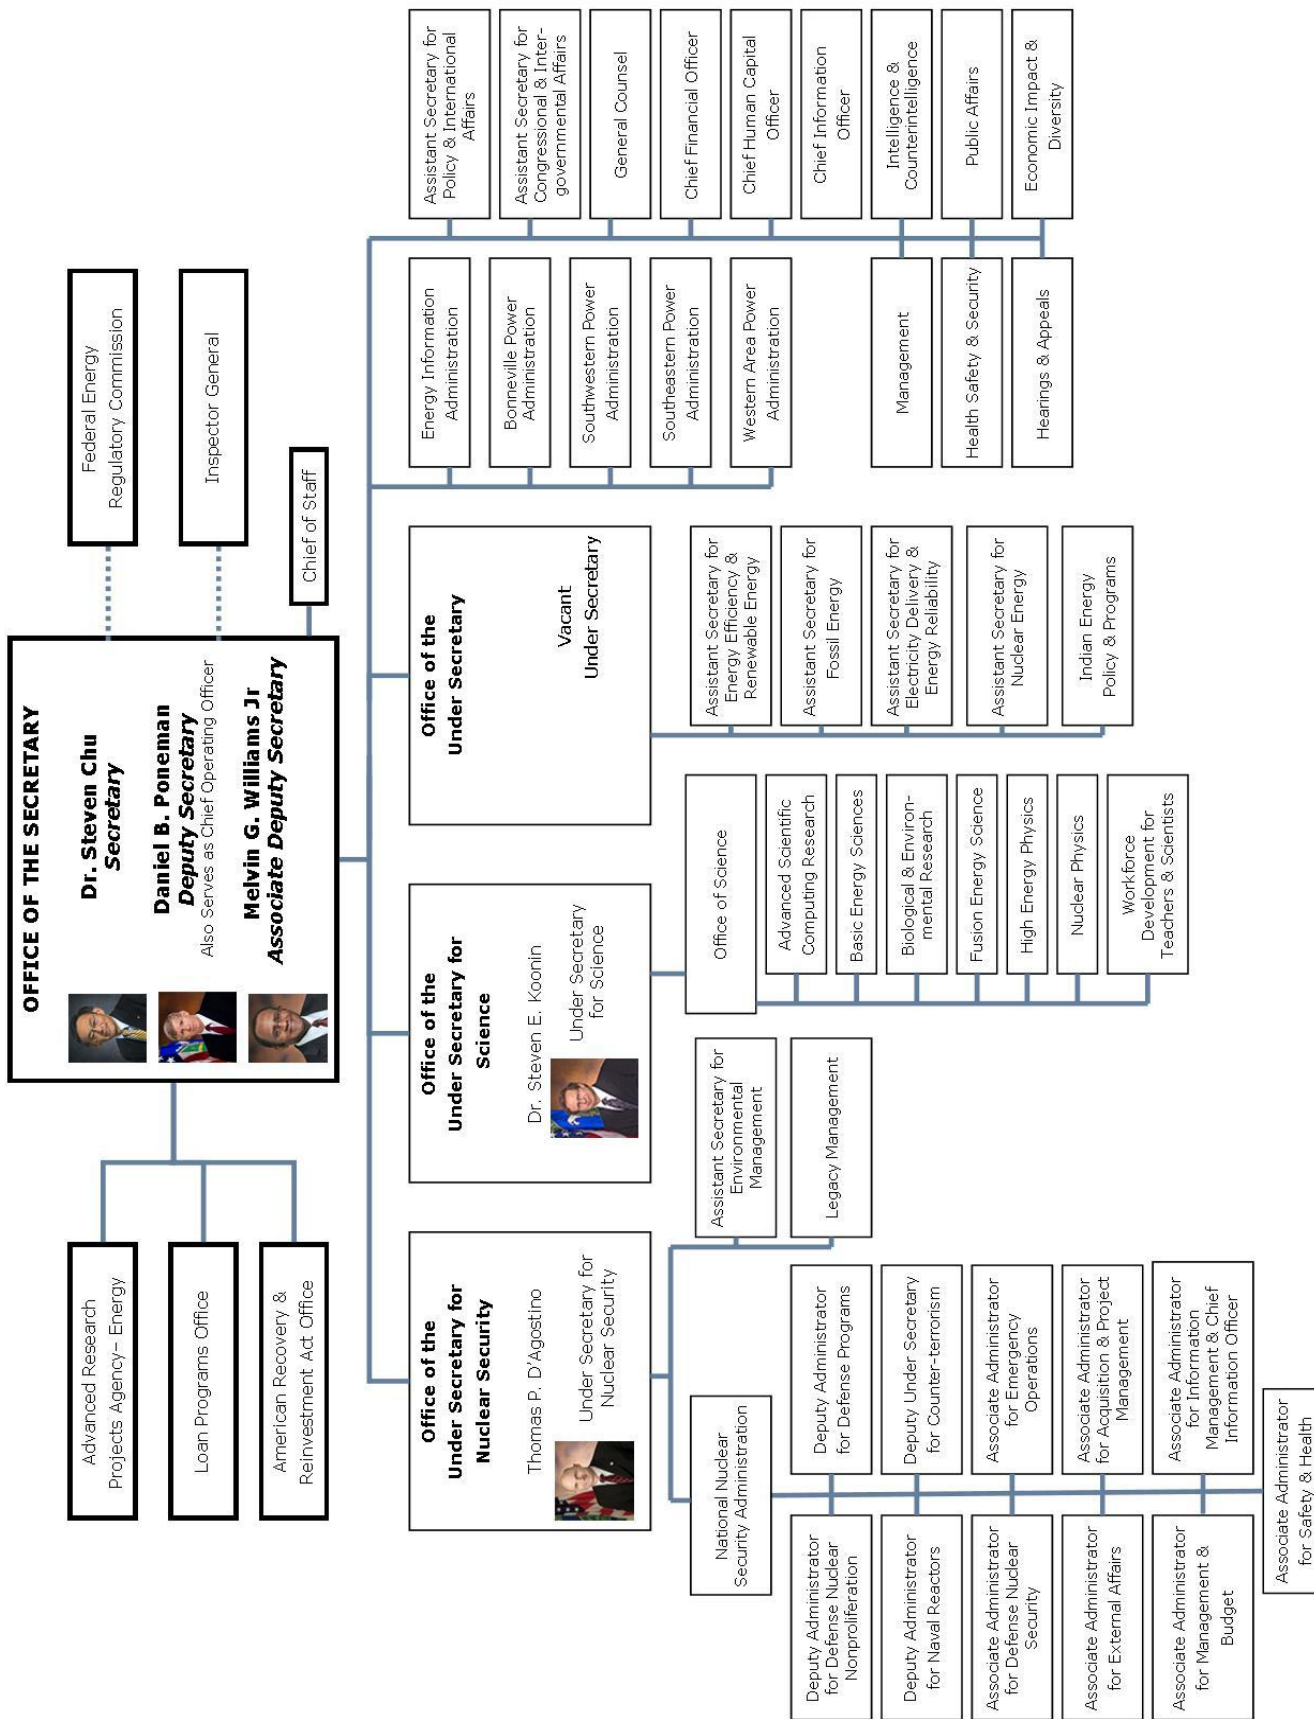 OFFICE OF THE SECRETARY
Dr. Steven Chu
Secretary
Daniel B. Poneman
Deputy Secretary
Also Serves as Chief Operating Officer
Melvin G. Williams Jr
Associate Deputy Secretary
Advanced Research
Projects Agency– Energy
Loan Programs Office
American Recovery &
Reinvestment Act Office
Federal Energy
Regulatory Commission
Inspector General
Chief of Staff
Office of the
Under Secretary for
Nuclear Security
Thomas P. D'Agostino
Under Secretary for
Nuclear Security
National Nuclear
Security Administration
Deputy Administrator
for Defense Nuclear
Nonproliferation
Deputy Administrator
for Naval Reactors
Associate Administrator
for Defense Nuclear
Security
Associate Administrator
for External Affairs
Associate Administrator
for Management &
Budget
Deputy Administrator
for Defense Programs
Deputy Under Secretary
for Counter-terrorism
Associate Administrator
for Emergency
Operations
Associate Administrator
for Acquisition & Project
Management
Associate Administrator
for Information
Management & Chief
Information Officer
Associate Administrator
for Safety & Health
Assistant Secretary for
Environmental
Management
Legacy Management
Office of the
Under Secretary for
Science
Dr. Steven E. Koonin
Under Secretary
for Science
Office of Science
Advanced Scientific
Computing Research
Basic Energy Sciences
Biological & Environ-
mental Research
Fusion Energy Science
High Energy Physics
Nuclear Physics
Workforce
Development for
Teachers & Scientists
Office of the
Under Secretary
Vacant
Under Secretary
Assistant Secretary for
Energy Efficiency &
Renewable Energy
Assistant Secretary for
Fossil Energy
Assistant Secretary for
Electricity Delivery &
Energy Reliability
Assistant Secretary for
Nuclear Energy
Indian Energy
Policy & Programs
Energy Information
Administration
Bonneville Power
Administration
Southwestern Power
Administration
Southeastern Power
Administration
Western Area Power
Administration
Management
Health Safety & Security
Hearings & Appeals
Assistant Secretary for
Policy & International
Affairs
Assistant Secretary for
Congressional & Inter-
governmental Affairs
General Counsel
Chief Financial Officer
Chief Human Capital
Officer
Chief Information
Officer
Intelligence &
Counterintelligence
Public Affairs
Economic Impact &
Diversity